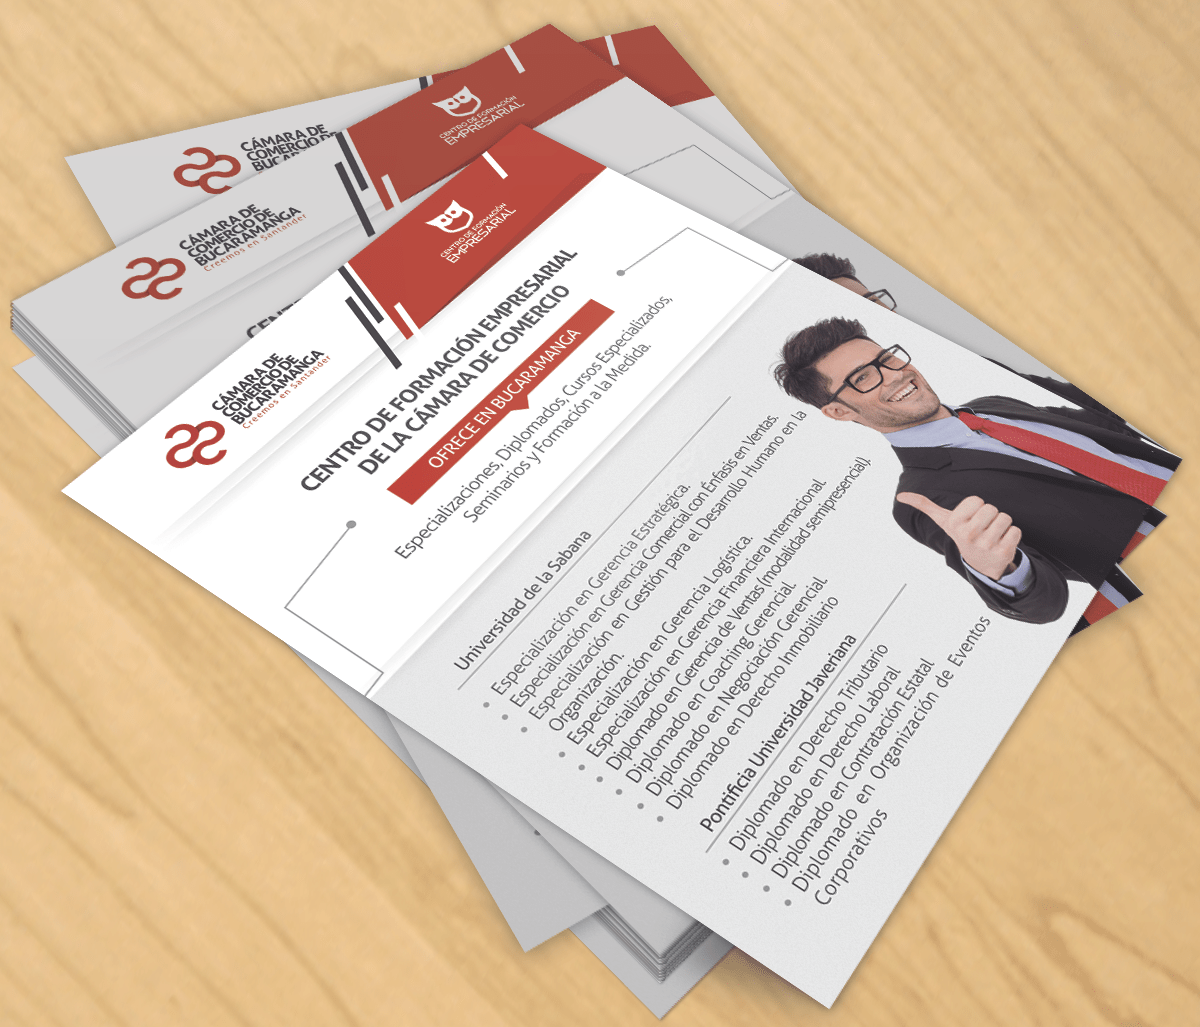 CÁMARA DE
COMERCIO DE
BUCARAMANGA
CENTRO DE FORMACIÓN
EMPRESARIAL
CÁMARA DE
COMERCIO DE
BUCARAMANGA
Creemos en Santander
CENTRO DE FORMACIÓN
EMPRESARIAL
CÁMARA DE
COMERCIO DE
BUCARAMANGA
Creemos en Santander
CENTRO DE FORMACIÓN EMPRESARIAL
DE LA CÁMARA DE COMERCIO
OFRECE EN BUCARAMANGA
Especializaciones, Diplomados, Cursos Especializados,
Seminarios y Formación a la Medida.
Universidad de la Sabana
• Especialización en Gerencia Estratégica.
• Especialización en Gerencia Comercial con Énfasis en Ventas.
• Especialización en Gestión para el Desarrollo Humano en la
Organización.
• Especialización en Gerencia Logística.
• Especialización en Gerencia Financiera Internacional
• Diplomado en Gerencia de Ventas (modalidad semipresencial).
• Diplomado en Coaching Gerencial.
• Diplomado en Negociación Gerencial
• Diplomado en Derecho Inmobiliario
Pontificia Universidad Javeriana
• Diplomado en Derecho Tributario
• Diplomado en Derecho Laboral
• Diplomado en Contratación Estatal
• Diplomado en Organización de Eventos
Corporativos